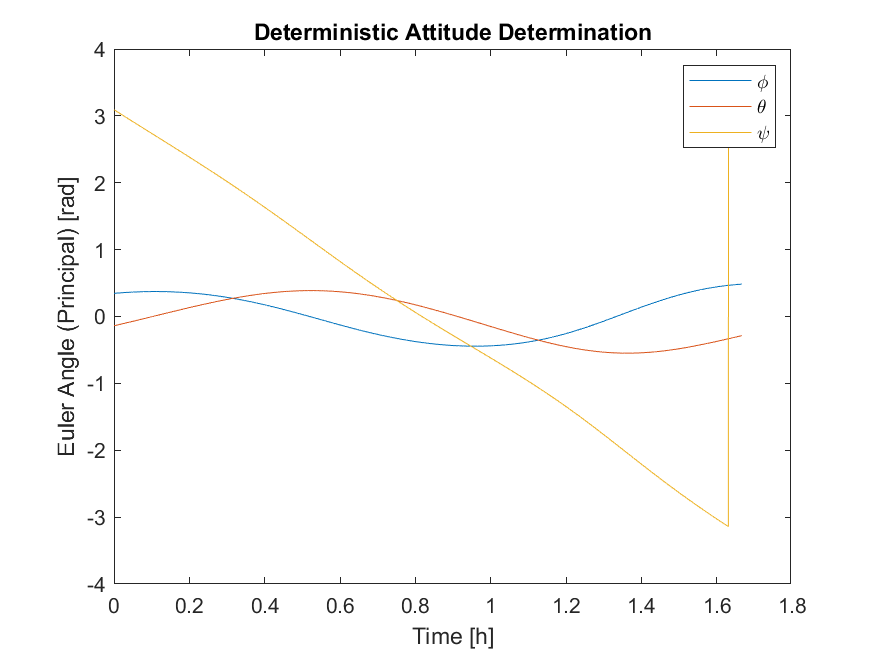 Deterministic Attitude Determination
ϕ
θ
ψ
Euler Angle (Principal) [rad]
4
3
2
1
0
-1
-2
-3
-4
0 0.2 0.4 0.6 0.8 1 1.2 1.4 1.6 1.8
Time [h]